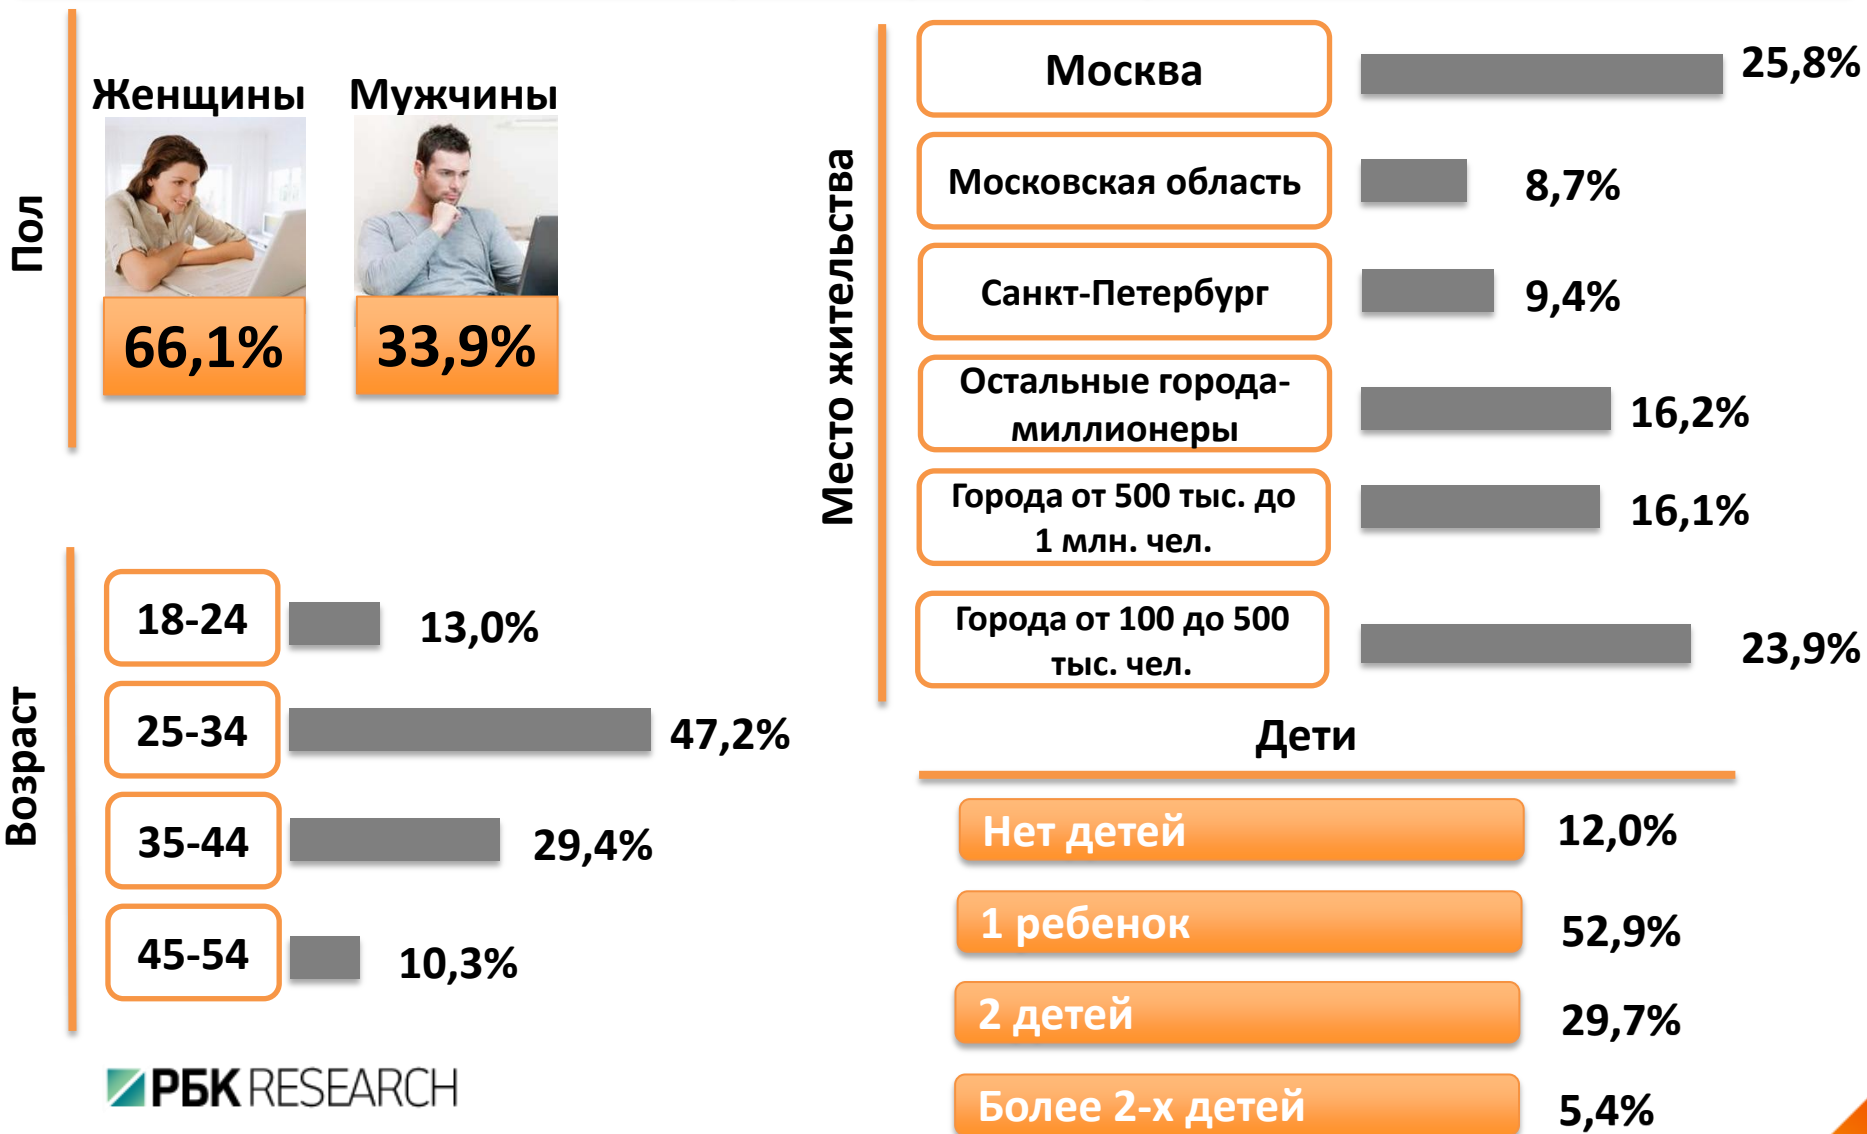 Пол
Женщины
Мужчины
66,1%
33,9%
Возраст
18-24
13,0%
25-34
47,2%
35-44
29,4%
45-54
10,3%
РБК RESEARCH
Место жительства
Москва
25,8%
Московская область
8,7%
Санкт-Петербург
9,4%
Остальные города-
миллионеры
16,2%
Города от 500 тыс. до
1 млн. чел.
16,1%
Города от 100 до 500
тыс. чел.
23,9%
Дети
Нет детей
12,0%
1 ребенок
52,9%
2 детей
29,7%
Более 2-х детей
5,4%